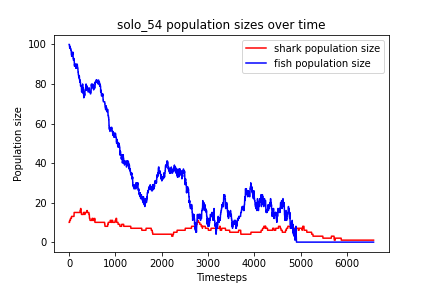 solo_54 population sizes over time
shark population size
fish population size
Population size
100
80
60
40
20
0
0 1000 2000 3000 4000 5000 6000
Timesteps